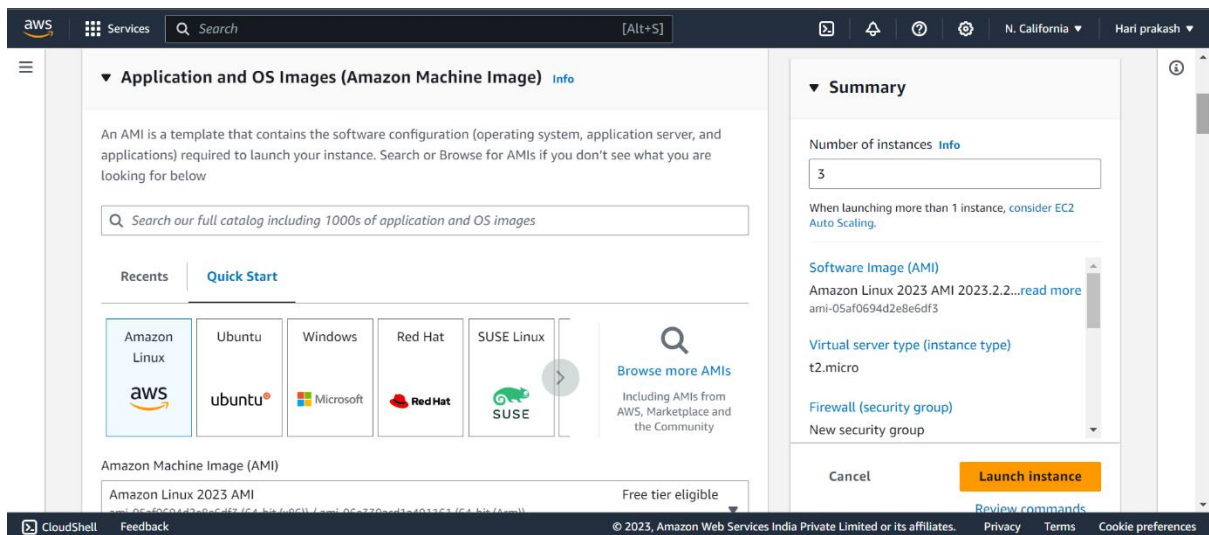 aws
Services
Search
[Alt+S]
N. California ▼
Hari prakash ▼
▼ Application and OS Images (Amazon Machine Image) Info
An AMI is a template that contains the software configuration (operating system, application server, and
applications) required to launch your instance. Search or Browse for AMIs if you don't see what you are
looking for below
Search our full catalog including 1000s of application and OS images
Recents
Quick Start
Amazon
Linux
aws
Ubuntu
ubuntu
Windows
Microsoft
Red Hat
Red Hat
SUSE Linux
SUSE
Browse more AMIs
Including AMIs from
AWS, Marketplace and
the Community
Amazon Machine Image (AMI)
Amazon Linux 2023 AMI
Free tier eligible
▼ Summary
Number of instances Info
3
When launching more than 1 instance, consider EC2
Auto Scaling.
Software Image (AMI)
Amazon Linux 2023 AMI 2023.2.2...read more
ami-05af0694d2e8e6df3
Virtual server type (instance type)
t2.micro
Firewall (security group)
New security group
Cancel
Launch instance
Review commands
CloudShell
Feedback
© 2023, Amazon Web Services India Private Limited or its affiliates.
Privacy
Terms
Cookie preferences